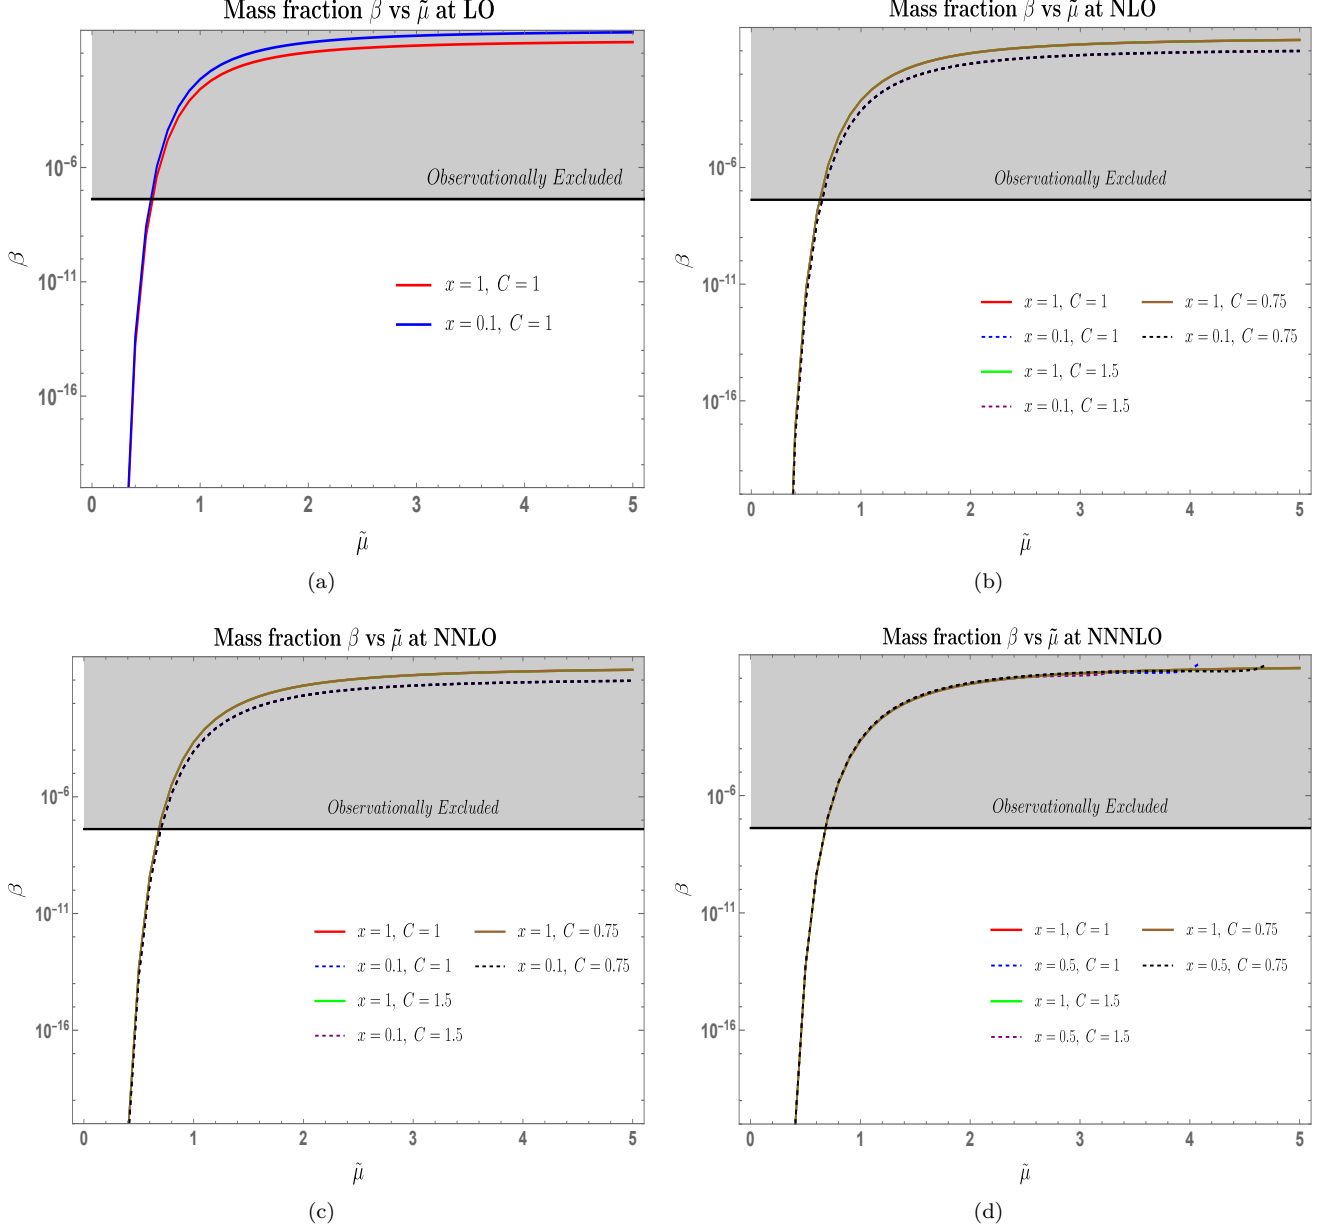 Mass fraction β vs μ̃ at LO
10⁻⁶
10⁻¹¹
10⁻¹⁶
β
Observationally Excluded
x = 1, C = 1
x = 0.1, C = 1
0 1 2 3 4 5
μ̃
(a)
Mass fraction β vs μ̃ at NLO
10⁻⁶
10⁻¹¹
10⁻¹⁶
β
Observationally Excluded
x = 1, C = 1 x = 1, C = 0.75
x = 0.1, C = 1 x = 0.1, C = 0.75
x = 1, C = 1.5
x = 0.1, C = 1.5
0 1 2 3 4 5
μ̃
(b)
Mass fraction β vs μ̃ at NNLO
10⁻⁶
10⁻¹¹
10⁻¹⁶
β
Observationally Excluded
x = 1, C = 1 x = 1, C = 0.75
x = 0.1, C = 1 x = 0.1, C = 0.75
x = 1, C = 1.5
x = 0.1, C = 1.5
0 1 2 3 4 5
μ̃
(c)
Mass fraction β vs μ̃ at NNNLO
10⁻⁶
10⁻¹¹
10⁻¹⁶
β
Observationally Excluded
x = 1, C = 1 x = 1, C = 0.75
x = 0.5, C = 1 x = 0.5, C = 0.75
x = 1, C = 1.5
x = 0.5, C = 1.5
0 1 2 3 4 5
μ̃
(d)